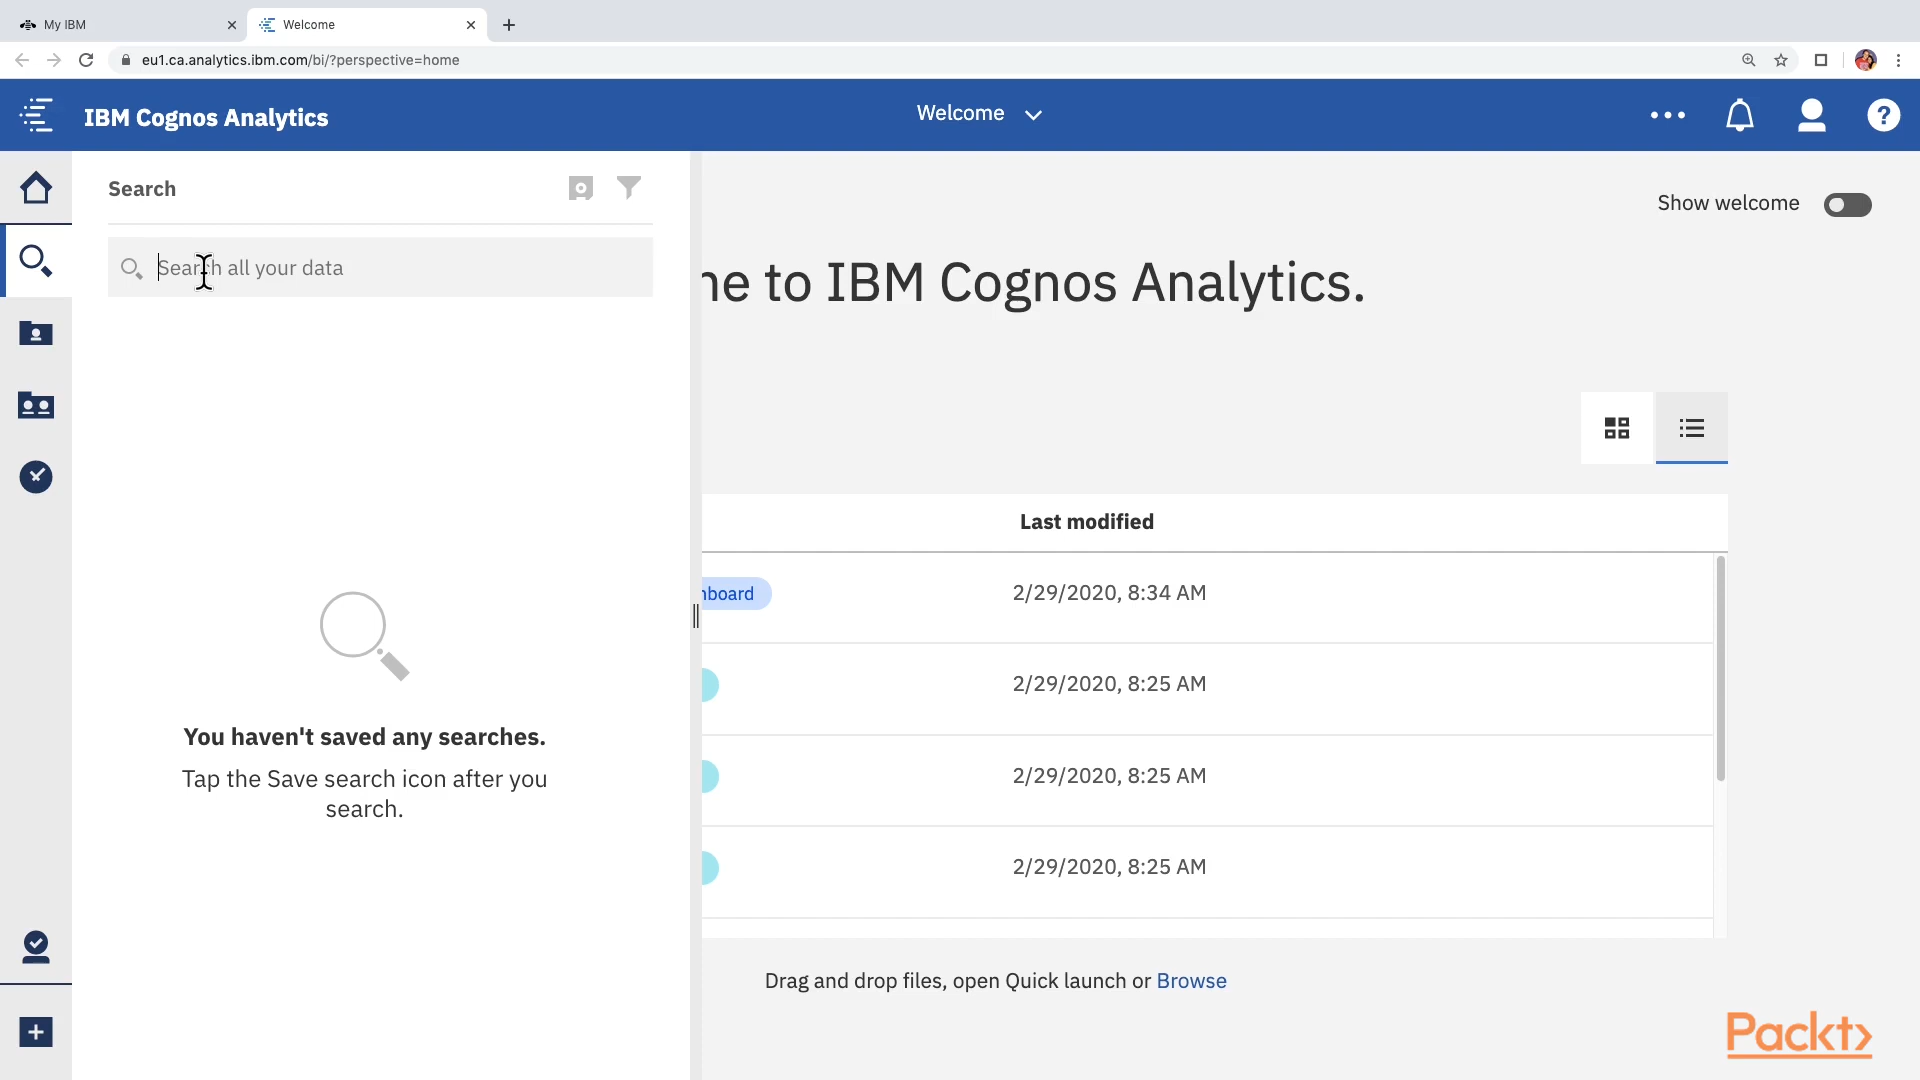 My IBM
Welcome
eu1.ca.analytics.ibm.com/bi/?perspective=home
IBM Cognos Analytics
Welcome
Search
Show welcome
Search all your data
ne to IBM Cognos Analytics.
Last modified
nboard
2/29/2020, 8:34 AM
2/29/2020, 8:25 AM
2/29/2020, 8:25 AM
2/29/2020, 8:25 AM
You haven't saved any searches.
Tap the Save search icon after you
search.
Drag and drop files, open Quick launch or Browse
Packt>